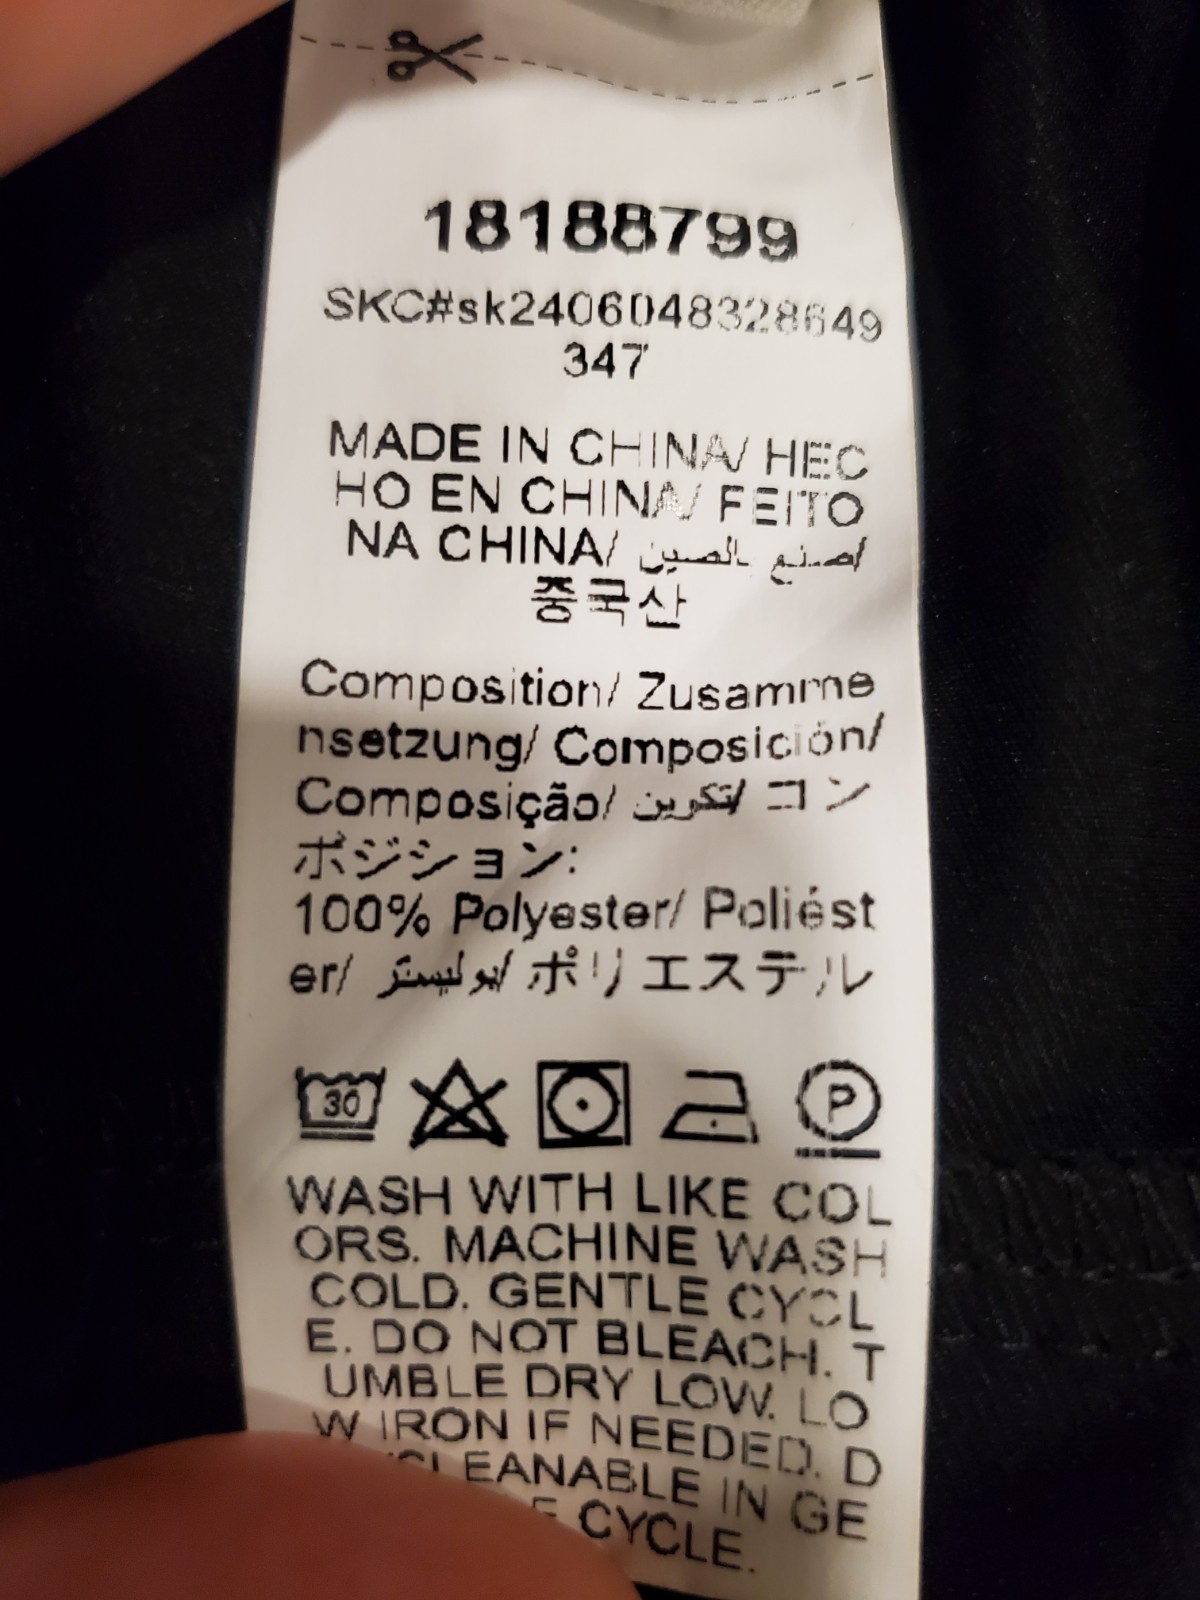 18188799
SKC#sk2406048328649
347
MADE IN CHINA/ HEC
HO EN CHINA/ FEITO
NA CHINA/ صنع بالصين/
중국산
Composition/ Zusamme
nsetzung/ Composición/
Composição/ تكوين/ コン
ポジション:
100% Polyester/ Poliést
er/ بوليستر/ ポリエステル
30
P
WASH WITH LIKE COL
ORS. MACHINE WASH
COLD. GENTLE CYCL
E. DO NOT BLEACH. T
UMBLE DRY LOW. LO
W IRON IF NEEDED. D
CLEANABLE IN GE
E CYCLE.